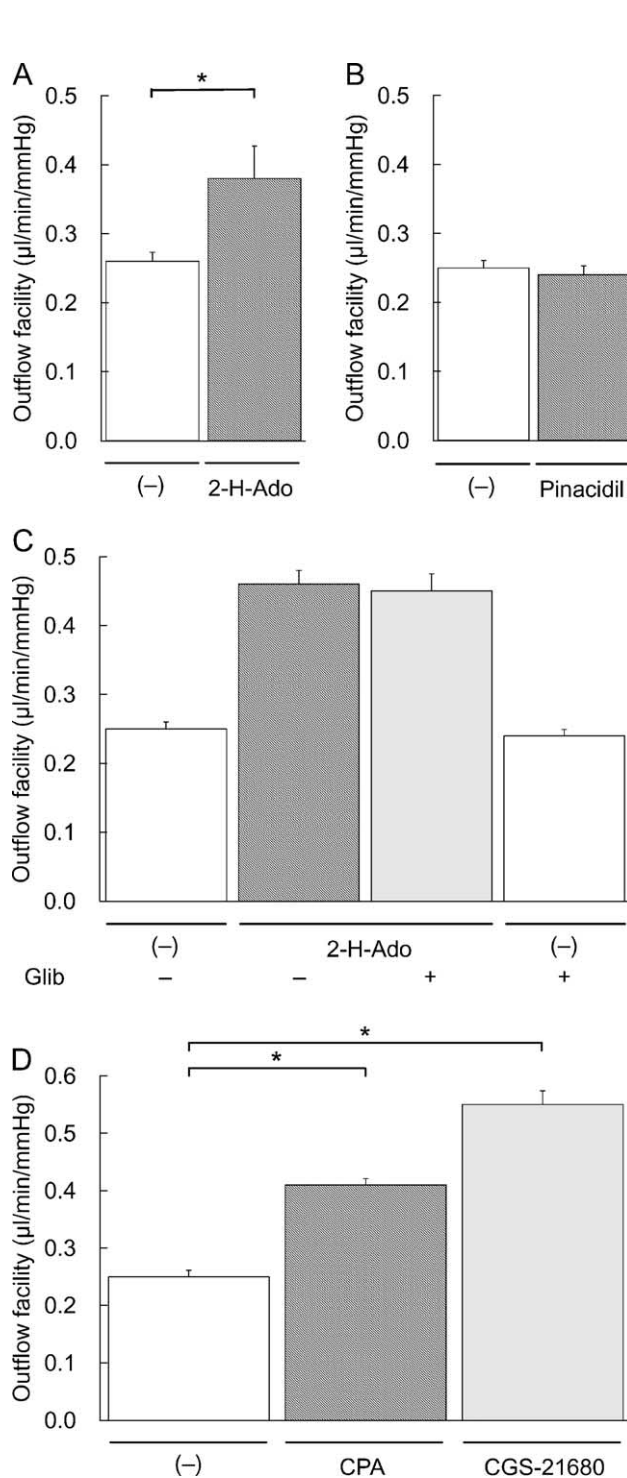 A
*
Outflow facility (µl/min/mmHg)
0.5
0.4
0.3
0.2
0.1
0.0
(–)
2-H-Ado
B
Outflow facility (µl/min/mmHg)
0.5
0.4
0.3
0.2
0.1
0.0
(–)
Pinacidil
C
Outflow facility (µl/min/mmHg)
0.5
0.4
0.3
0.2
0.1
0.0
(–)
2-H-Ado
(–)
Glib – – + +
D
*
*
Outflow facility (µl/min/mmHg)
0.6
0.4
0.3
0.2
0.1
0.0
(–)
CPA
CGS-21680